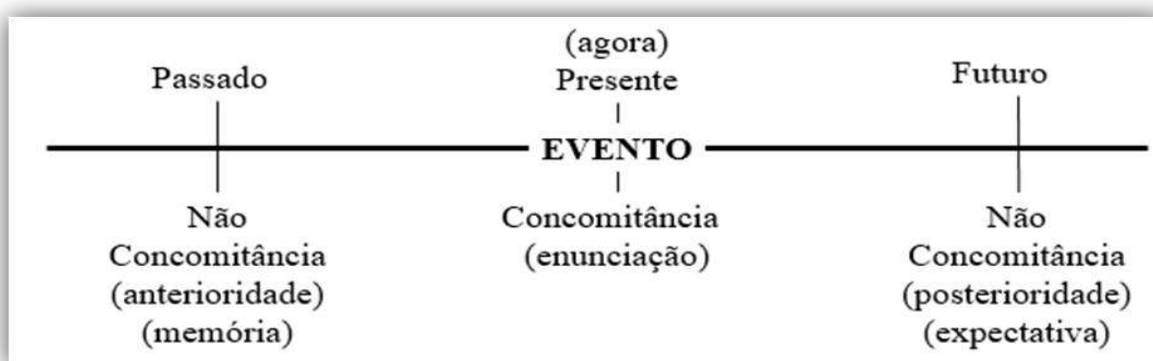 Passado
Não
Concomitância
(anterioridade)
(memória)
(agora)
Presente
EVENTO
Concomitância
(enunciação)
Futuro
Não
Concomitância
(posterioridade)
(expectativa)